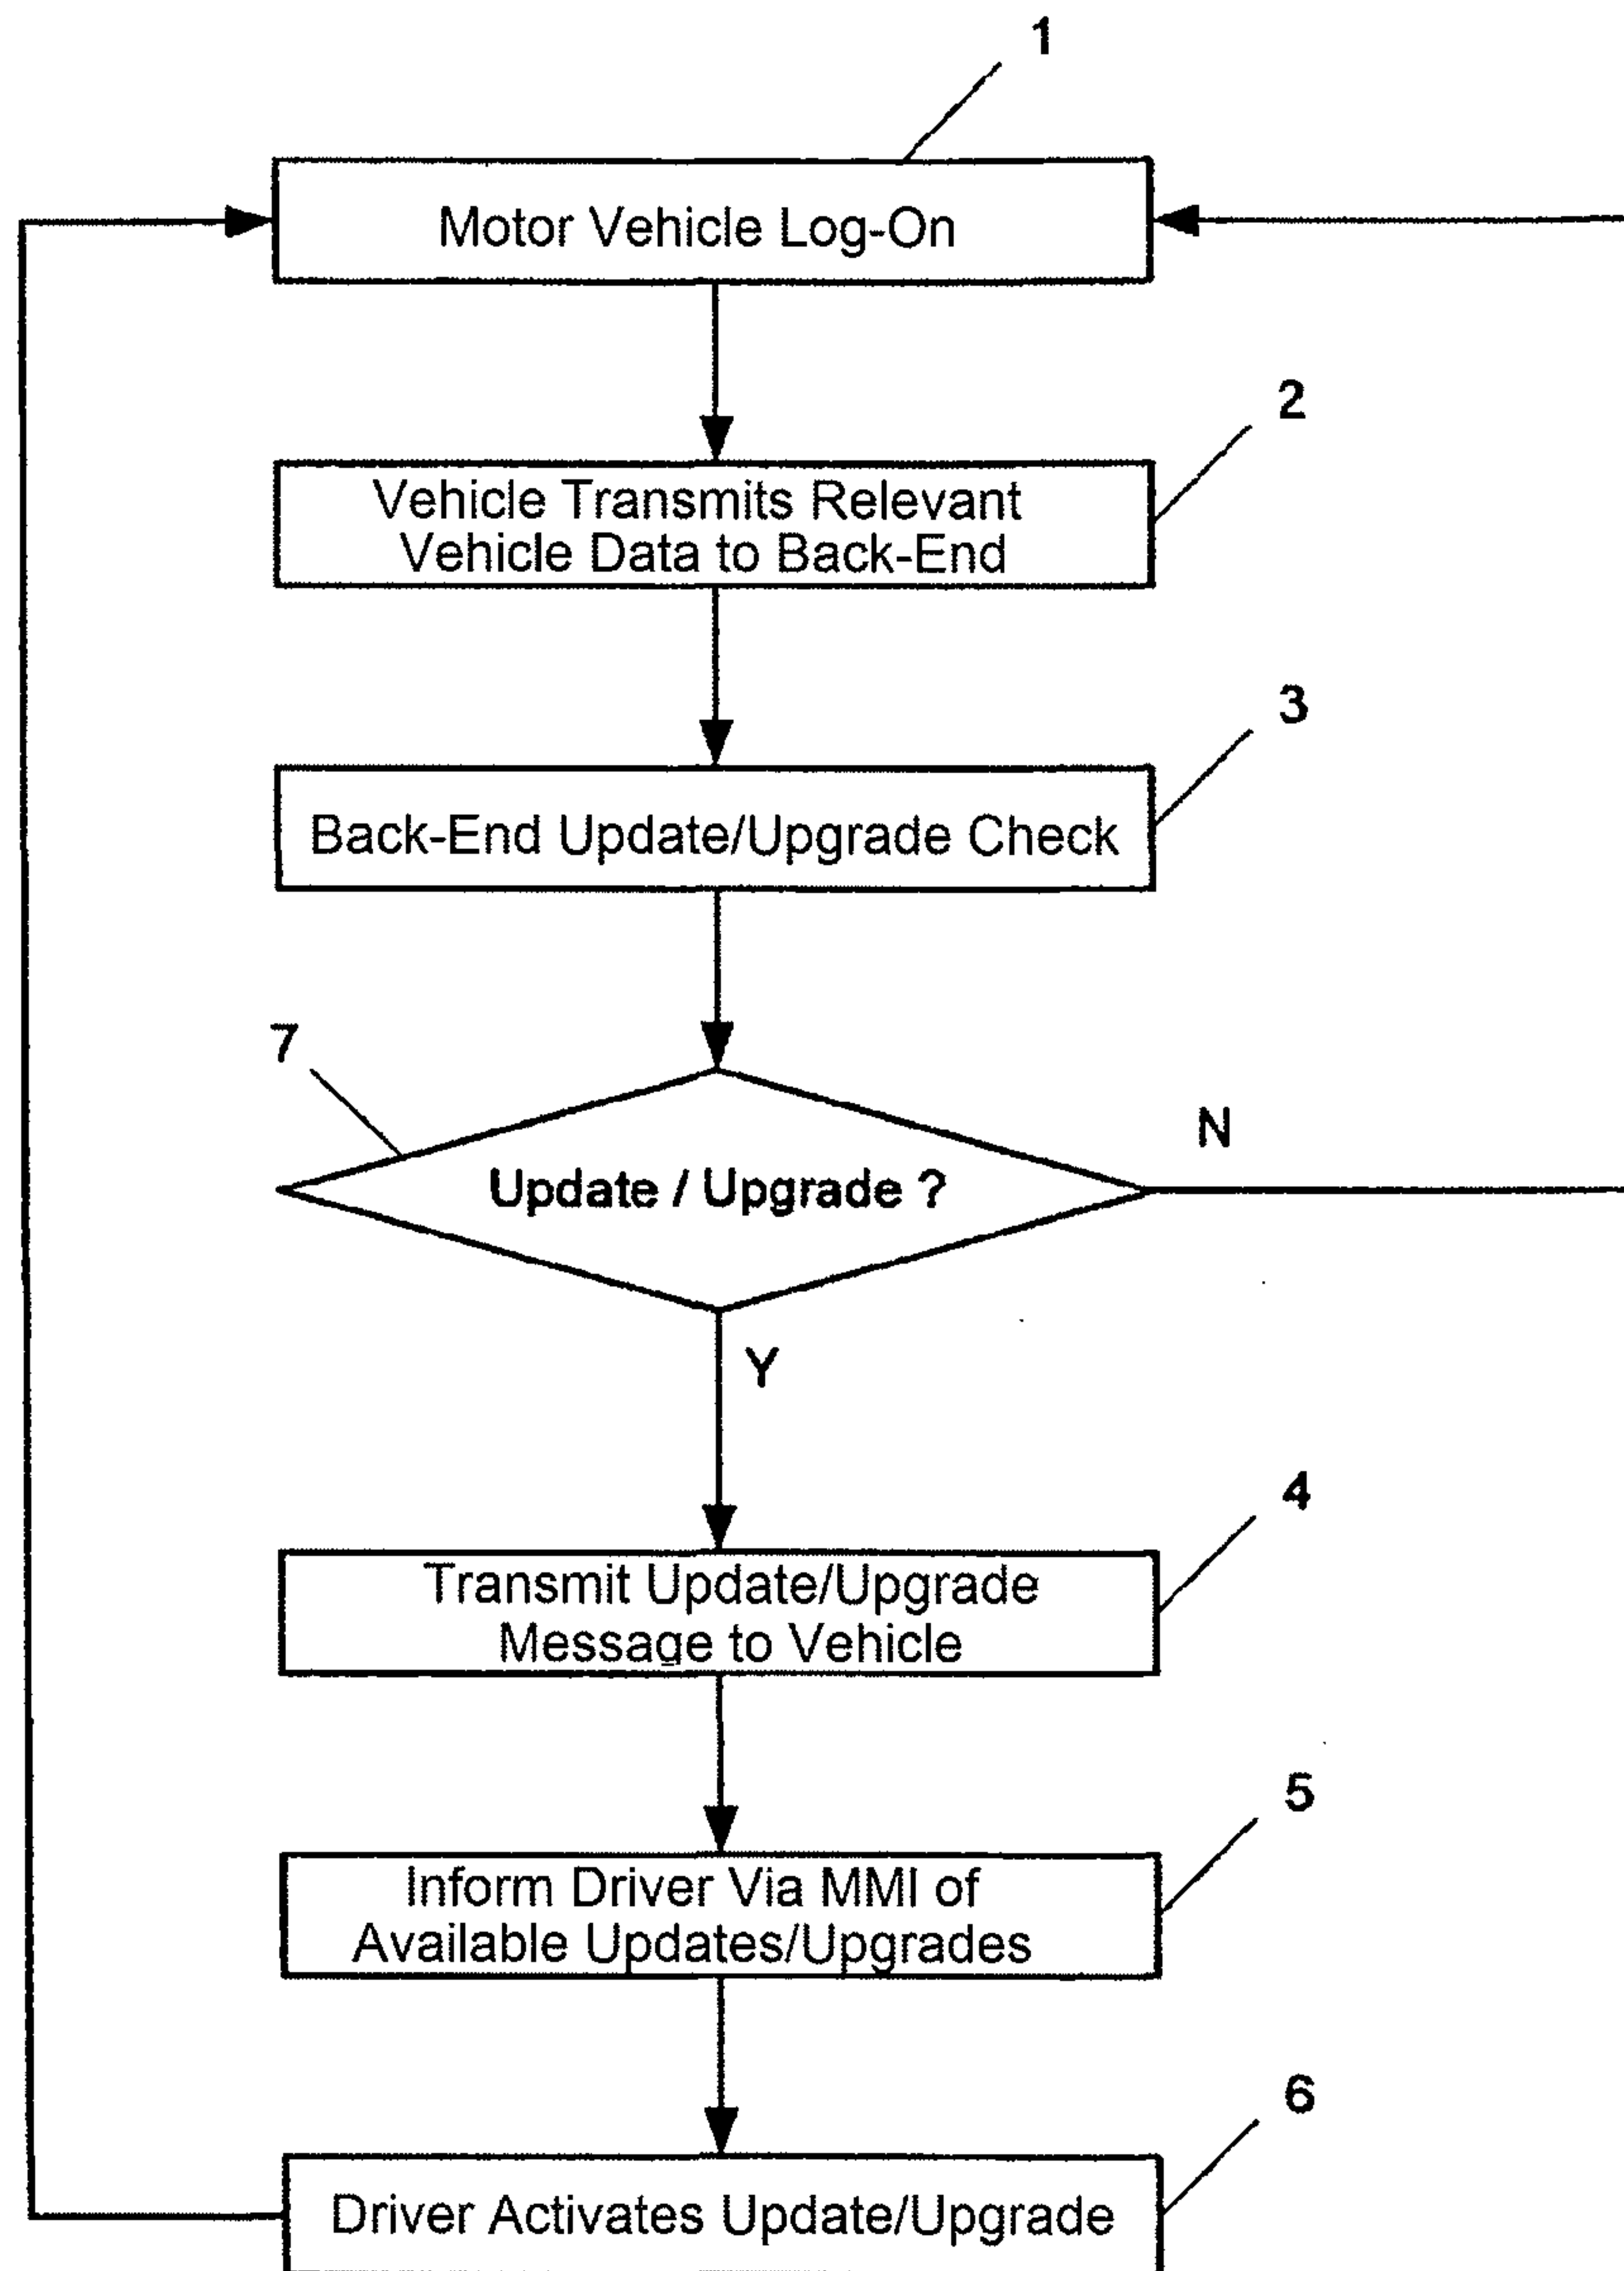 1
Motor Vehicle Log-On
2
Vehicle Transmits Relevant
Vehicle Data to Back-End
3
Back-End Update/Upgrade Check
7
Update / Upgrade ?
N
Y
4
Transmit Update/Upgrade
Message to Vehicle
5
Inform Driver Via MMI of
Available Updates/Upgrades
6
Driver Activates Update/Upgrade